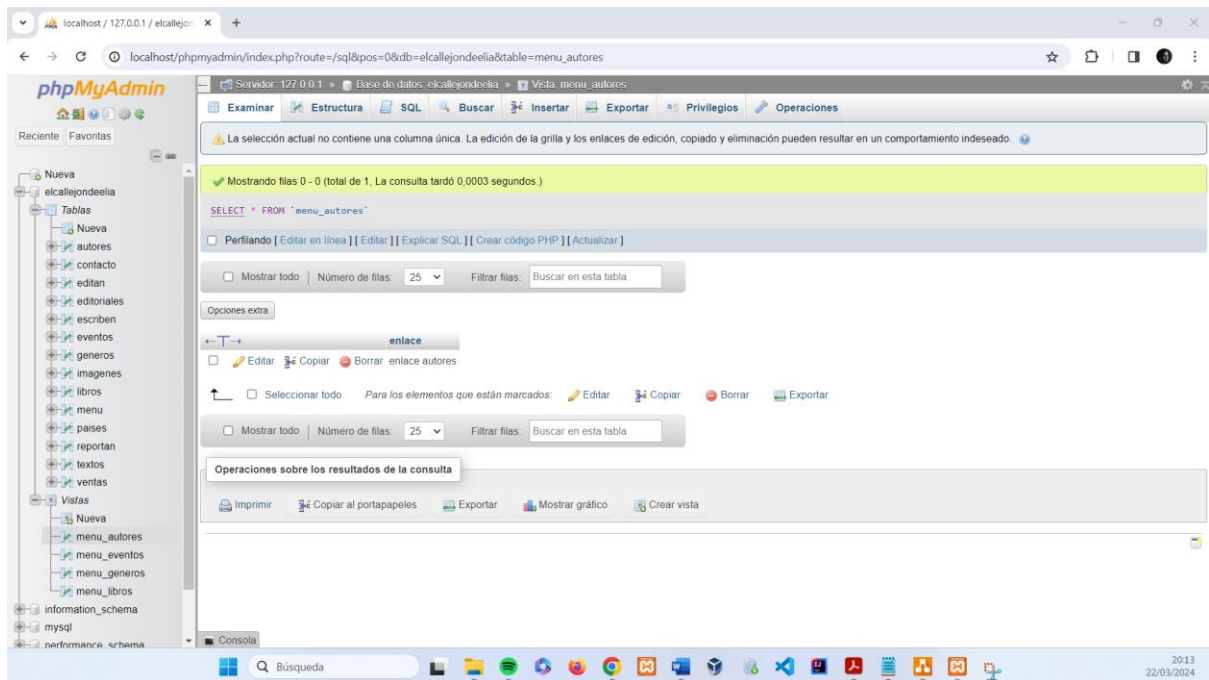 localhost / 127.0.0.1 / elcallejon
localhost/phpmyadmin/index.php?route=/sql&pos=0&db=elcallejondeelia&table=menu_autores
phpMyAdmin
Reciente Favoritas
Nueva
elcallejondeelia
Tablas
Nueva
autores
contacto
editan
editoriales
escriben
eventos
generos
imagenes
libros
menu
paises
reportan
textos
ventas
Vistas
Nueva
menu_autores
menu_eventos
menu_generos
menu_libros
information_schema
mysql
performance_schema
Servidor: 127.0.0.1 » Base de datos: elcallejondeelia » Vista: menu_autores
Examinar Estructura SQL Buscar Insertar Exportar Privilegios Operaciones
La selección actual no contiene una columna única. La edición de la grilla y los enlaces de edición, copiado y eliminación pueden resultar en un comportamiento indeseado.
Mostrando filas 0 - 0 (total de 1, La consulta tardó 0,0003 segundos.)
SELECT * FROM `menu_autores`
Perfilando [ Editar en línea ] [ Editar ] [ Explicar SQL ] [ Crear código PHP ] [ Actualizar ]
Mostrar todo | Número de filas: 25 Filtrar filas: Buscar en esta tabla
Opciones extra
←T→ enlace
Editar Copiar Borrar enlace autores
Seleccionar todo Para los elementos que están marcados: Editar Copiar Borrar Exportar
Mostrar todo | Número de filas: 25 Filtrar filas: Buscar en esta tabla
Operaciones sobre los resultados de la consulta
Imprimir Copiar al portapapeles Exportar Mostrar gráfico Crear vista
Consola
Búsqueda
20:13
22/03/2024